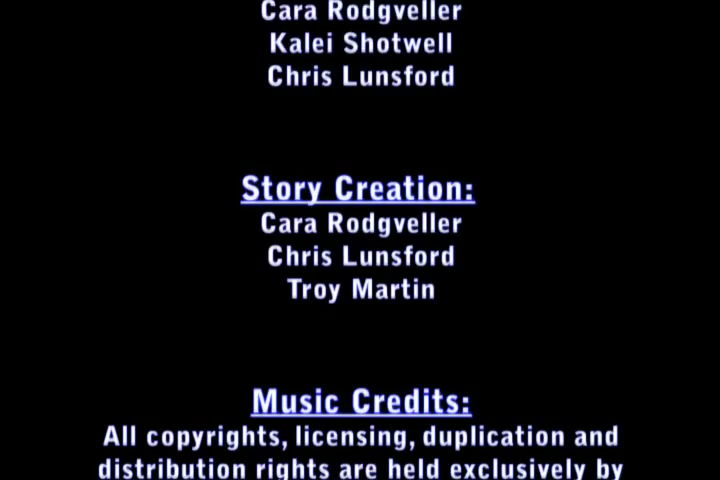 Cara Rodgveller
Kalei Shotwell
Chris Lunsford
Story Creation:
Cara Rodgveller
Chris Lunsford
Troy Martin
Music Credits:
All copyrights, licensing, duplication and
distribution rights are held exclusively by